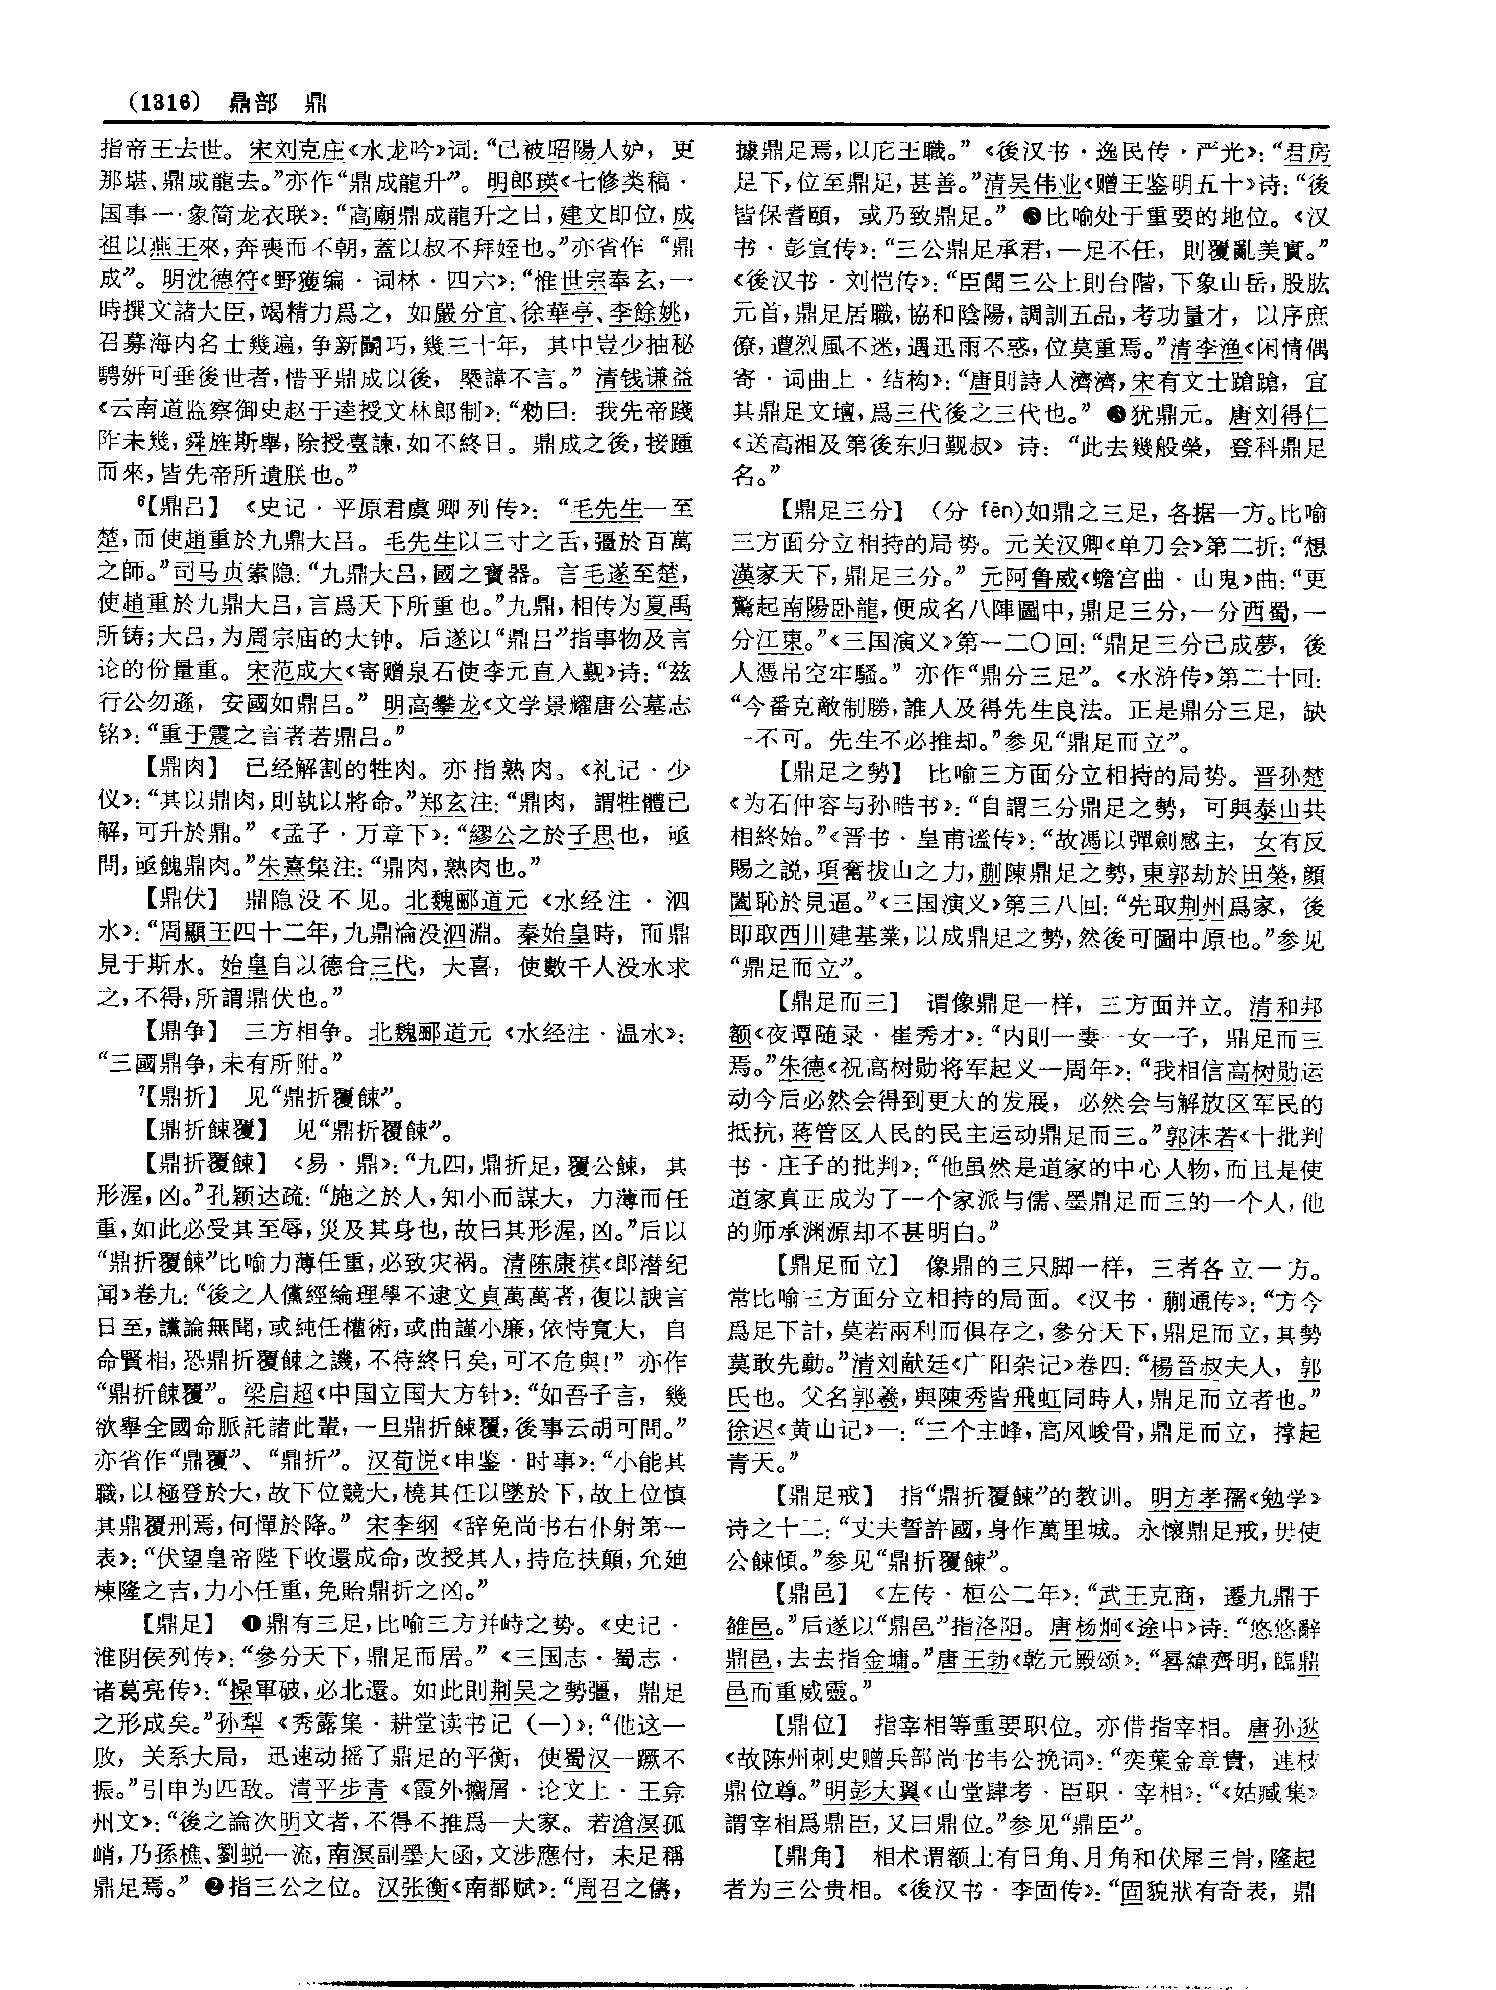 (1316) 鼎部 鼎
指帝王去世。宋刘克庄《水龙吟》词：“已被昭陽人妒，更
那堪、鼎成龍去。”亦作“鼎成龍升”。明郎瑛《七修类稿·
国事一·象简龙衣联》：“高廟鼎成龍升之日，建文即位，成
祖以燕王來，奔喪而不朝，蓋以叔不拜姪也。”亦省作“鼎
成”。明沈德符《野獲编·词林·四六》：“惟世宗奉玄，一
時撰文諸大臣，竭精力爲之，如嚴分宜、徐華亭、李餘姚，
召募海内名士幾遍，争新鬭巧，幾三十年，其中豈少抽秘
騁妍可垂後世者，惜乎鼎成以後，槩諱不言。”清钱谦益
《云南道监察御史赵于逵授文林郎制》：“勑曰：我先帝踐
阼未幾，舜旌斯舉，除授臺諫，如不終日。鼎成之後，接踵
而來，皆先帝所遺朕也。”
6【鼎吕】《史记·平原君虞卿列传》：“毛先生一至
楚，而使趙重於九鼎大吕。毛先生以三寸之舌，彊於百萬
之師。”司马贞索隐：“九鼎大吕，國之寶器。言毛遂至楚，
使趙重於九鼎大吕，言爲天下所重也。”九鼎，相传为夏禹
所铸；大吕，为周宗庙的大钟。后遂以“鼎吕”指事物及言
论的份量重。宋范成大《寄赠泉石使李元直入觐》诗：“兹
行公勿遜，安國如鼎吕。”明高攀龙《文学景耀唐公墓志
铭》：“重于震之言者若鼎吕。”
【鼎肉】 已经解割的牲肉。亦指熟肉。《礼记·少
仪》：“其以鼎肉，則執以將命。”郑玄注：“鼎肉，謂牲體已
解，可升於鼎。”《孟子·万章下》：“繆公之於子思也，亟
問，亟餽鼎肉。”朱熹集注：“鼎肉，熟肉也。”
【鼎伏】 鼎隐没不见。北魏郦道元《水经注·泗
水》：“周顯王四十二年，九鼎淪没泗淵。秦始皇時，而鼎
見于斯水。始皇自以德合三代，大喜，使數千人没水求
之，不得，所謂鼎伏也。”
【鼎争】 三方相争。北魏郦道元《水经注·温水》：
“三國鼎争，未有所附。”
7【鼎折】 见“鼎折覆餗”。
【鼎折餗覆】 见“鼎折覆餗”。
【鼎折覆餗】《易·鼎》：“九四，鼎折足，覆公餗，其
形渥，凶。”孔颖达疏：“施之於人，知小而謀大，力薄而任
重，如此必受其至辱，災及其身也，故曰其形渥，凶。”后以
“鼎折覆餗”比喻力薄任重，必致灾祸。清陈康祺《郎潜纪
闻》卷九：“後之人儻經綸理學不逮文貞萬萬者，復以諛言
日至，讜論無聞，或純任權術，或曲謹小廉，依恃寬大，自
命賢相，恐鼎折覆餗之譏，不待終日矣，可不危與！”亦作
“鼎折餗覆”。梁启超《中国立国大方针》：“如吾子言，幾
欲舉全國命脈託諸此輩，一旦鼎折餗覆，後事云胡可問。”
亦省作“鼎覆”、“鼎折”。汉荀悦《申鉴·时事》：“小能其
職，以極登於大，故下位競大，橈其任以墜於下，故上位慎
其鼎覆刑焉，何憚於降。”宋李纲《辞免尚书右仆射第一
表》：“伏望皇帝陛下收還成命，改授其人，持危扶顛，允廸
棟隆之吉，力小任重，免貽鼎折之凶。”
【鼎足】 ❶鼎有三足，比喻三方并峙之势。《史记·
淮阴侯列传》：“參分天下，鼎足而居。”《三国志·蜀志·
诸葛亮传》：“操軍破，必北還。如此則荆吴之勢彊，鼎足
之形成矣。”孙犁《秀露集·耕堂读书记（一）》：“他这一
败，关系大局，迅速动摇了鼎足的平衡，使蜀汉一蹶不
振。”引申为匹敌。清平步青《霞外攟屑·论文上·王弇
州文》：“後之論次明文者，不得不推爲一大家。若滄溟孤
峭，乃孫樵、劉蜕一流，南溟副墨大函，文涉應付，未足稱
鼎足焉。”❷指三公之位。汉张衡《南都赋》：“周召之儔，
據鼎足焉，以庀王職。”《後汉书·逸民传·严光》：“君房
足下，位至鼎足，甚善。”清吴伟业《赠王鉴明五十》诗：“後
皆保耆頤，或乃致鼎足。”❸比喻处于重要的地位。《汉
书·彭宣传》：“三公鼎足承君，一足不任，則覆亂美實。”
《後汉书·刘恺传》：“臣聞三公上則台階，下象山岳，股肱
元首，鼎足居職，協和陰陽，調訓五品，考功量才，以序庶
僚，遭烈風不迷，遇迅雨不惑，位莫重焉。”清李渔《闲情偶
寄·词曲上·结构》：“唐則詩人濟濟，宋有文士蹌蹌，宜
其鼎足文壇，爲三代後之三代也。”❸犹鼎元。唐刘得仁
《送高湘及第後东归觐叔》诗：“此去幾般榮，登科鼎足
名。”
【鼎足三分】（分 fēn）如鼎之三足，各据一方。比喻
三方面分立相持的局势。元关汉卿《单刀会》第二折：“想
漢家天下，鼎足三分。”元阿鲁威《蟾宫曲·山鬼》曲：“更
驚起南陽卧龍，便成名八陣圖中，鼎足三分，一分西蜀，一
分江東。”《三国演义》第一二〇回：“鼎足三分已成夢，後
人憑吊空牢騷。”亦作“鼎分三足”。《水浒传》第二十回：
“今番克敵制勝，誰人及得先生良法。正是鼎分三足，缺
一不可。先生不必推却。”参见“鼎足而立”。
【鼎足之勢】 比喻三方面分立相持的局势。晋孙楚
《为石仲容与孙晧书》：“自謂三分鼎足之勢，可與泰山共
相終始。”《晋书·皇甫谧传》：“故馮以彈劍感主，女有反
賜之説，項奮拔山之力，蒯陳鼎足之勢，東郭劫於田榮，顔
闔恥於見逼。”《三国演义》第三八回：“先取荆州爲家，後
即取西川建基業，以成鼎足之勢，然後可圖中原也。”参见
“鼎足而立”。
【鼎足而三】 谓像鼎足一样，三方面并立。清和邦
额《夜谭随录·崔秀才》：“内則一妻一女一子，鼎足而三
焉。”朱德《祝高树勋将军起义一周年》：“我相信高树勋运
动今后必然会得到更大的发展，必然会与解放区军民的
抵抗，蒋管区人民的民主运动鼎足而三。”郭沫若《十批判
书·庄子的批判》：“他虽然是道家的中心人物，而且是使
道家真正成为了一个家派与儒、墨鼎足而三的一个人，他
的师承渊源却不甚明白。”
【鼎足而立】 像鼎的三只脚一样，三者各立一方。
常比喻三方面分立相持的局面。《汉书·蒯通传》：“方今
爲足下計，莫若兩利而俱存之，參分天下，鼎足而立，其勢
莫敢先動。”清刘献廷《广阳杂记》卷四：“楊晉叔夫人，郭
氏也。父名郭羲，與陳秀皆飛虹同時人，鼎足而立者也。”
徐迟《黄山记》一：“三个主峰，高风峻骨，鼎足而立，撑起
青天。”
【鼎足戒】 指“鼎折覆餗”的教训。明方孝孺《勉学》
诗之十二：“丈夫誓許國，身作萬里城。永懷鼎足戒，毋使
公餗傾。”参见“鼎折覆餗”。
【鼎邑】《左传·桓公二年》：“武王克商，遷九鼎于
雒邑。”后遂以“鼎邑”指洛阳。唐杨炯《途中》诗：“悠悠辭
鼎邑，去去指金墉。”唐王勃《乾元殿颂》：“晷緯齊明，臨鼎
邑而重威靈。”
【鼎位】 指宰相等重要职位。亦借指宰相。唐孙逖
《故陈州刺史赠兵部尚书韦公挽词》：“奕葉金章貴，連枝
鼎位尊。”明彭大翼《山堂肆考·臣职·宰相》：“《姑臧集》
謂宰相爲鼎臣，又曰鼎位。”参见“鼎臣”。
【鼎角】 相术谓额上有日角、月角和伏犀三骨，隆起
者为三公贵相。《後汉书·李固传》：“固貌狀有奇表，鼎